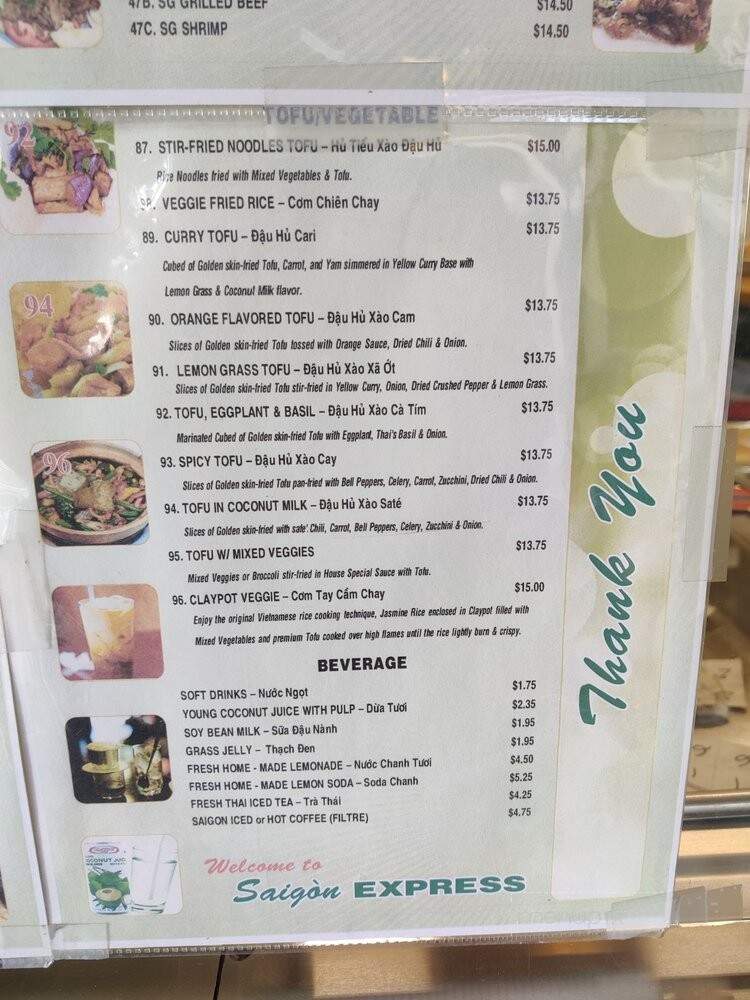 47B. SG GRILLED BEEF $14.50
47C. SG SHRIMP $14.50
TOFU/VEGETABLE
92
87. STIR-FRIED NOODLES TOFU – Hủ Tiếu Xào Đậu Hủ $15.00
Rice Noodles fried with Mixed Vegetables & Tofu.
88. VEGGIE FRIED RICE – Cơm Chiên Chay $13.75
89. CURRY TOFU – Đậu Hủ Cari $13.75
Cubed of Golden skin-fried Tofu, Carrot, and Yam simmered in Yellow Curry Base with
Lemon Grass & Coconut Milk flavor.
94
90. ORANGE FLAVORED TOFU – Đậu Hủ Xào Cam $13.75
Slices of Golden skin-fried Tofu tossed with Orange Sauce, Dried Chili & Onion.
91. LEMON GRASS TOFU – Đậu Hủ Xào Xã Ớt $13.75
Slices of Golden skin-fried Tofu stir-fried in Yellow Curry, Onion, Dried Crushed Pepper & Lemon Grass.
92. TOFU, EGGPLANT & BASIL – Đậu Hủ Xào Cà Tím $13.75
Marinated Cubed of Golden skin-fried Tofu with Eggplant, Thai's Basil & Onion.
96
93. SPICY TOFU – Đậu Hủ Xào Cay $13.75
Slices of Golden skin-fried Tofu pan-fried with Bell Peppers, Celery, Carrot, Zucchini, Dried Chili & Onion.
94. TOFU IN COCONUT MILK – Đậu Hủ Xào Saté $13.75
Slices of Golden skin-fried with sate' Chili, Carrot, Bell Peppers, Celery, Zucchini & Onion.
95. TOFU W/ MIXED VEGGIES $13.75
Mixed Veggies or Broccoli stir-fried in House Special Sauce with Tofu.
96. CLAYPOT VEGGIE – Cơm Tay Cầm Chay $15.00
Enjoy the original Vietnamese rice cooking technique, Jasmine Rice enclosed in Claypot filled with
Mixed Vegetables and premium Tofu cooked over high flames until the rice lightly burn & crispy.
BEVERAGE
SOFT DRINKS – Nước Ngọt $1.75
YOUNG COCONUT JUICE WITH PULP – Dừa Tươi $2.35
SOY BEAN MILK – Sữa Đậu Nành $1.95
GRASS JELLY – Thạch Đen $1.95
FRESH HOME - MADE LEMONADE – Nước Chanh Tươi $4.50
FRESH HOME - MADE LEMON SODA – Soda Chanh $5.25
FRESH THAI ICED TEA – Trà Thái $4.25
SAIGON ICED or HOT COFFEE (FILTRE) $4.75
Thank You
Welcome to
Saigòn EXPRESS